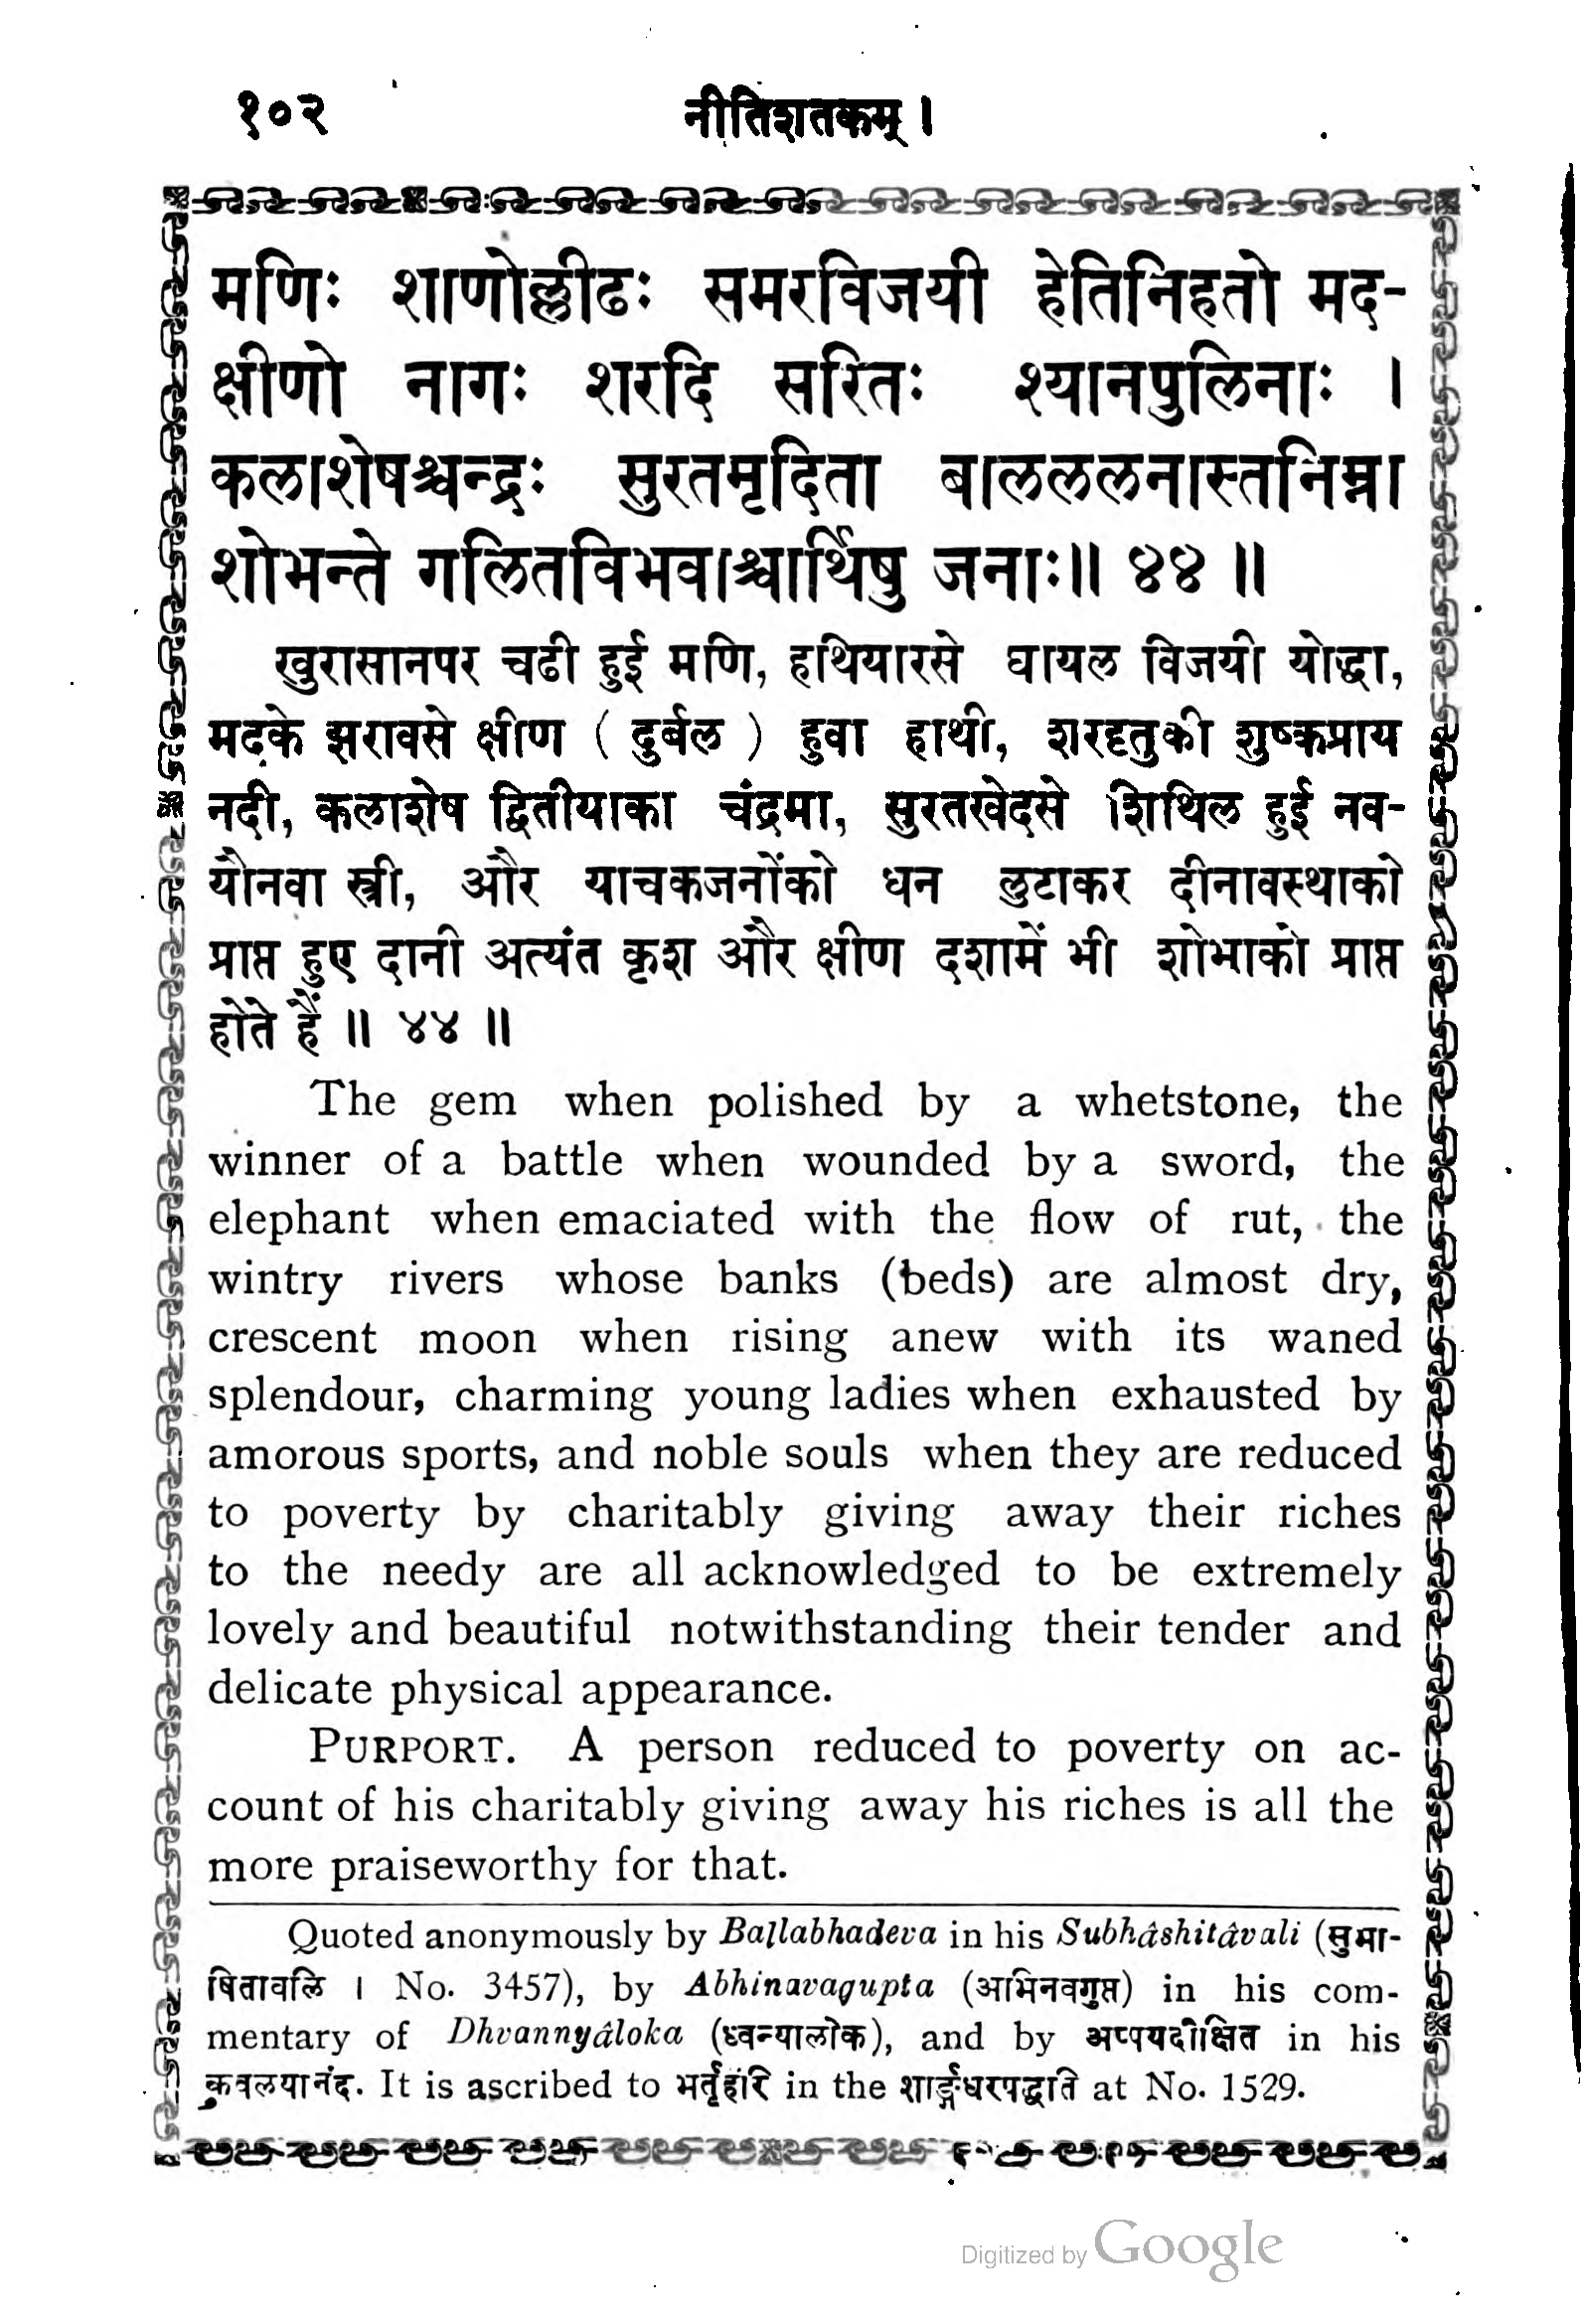 १०२ नीतिशतकम् ।
मणिः शाणोल्लीढः समरविजयी हेतिनिहतो मद-
क्षीणो नागः शरदि सरितः श्यानपुलिनाः ।
कलाशेषश्चन्द्रः सुरतमृदिता बालललनास्तनिम्ना
शोभन्ते गलितविभवाश्चार्थिषु जनाः॥ ४४ ॥
खुरासानपर चढी हुई मणि, हथियारसे घायल विजयी योद्धा,
मदके झरावसे क्षीण ( दुर्बल ) हुवा हाथी, शरदृतुकी शुष्कप्राय
नदी, कलाशेष द्वितीयाका चंद्रमा, सुरतखेदसे शिथिल हुई नव-
यौनवा स्त्री, और याचकजनोंको धन लुटाकर दीनावस्थाको
प्राप्त हुए दानी अत्यंत कृश और क्षीण दशामें भी शोभाको प्राप्त
होते हैं ॥ ४४ ॥
The gem when polished by a whetstone, the
winner of a battle when wounded by a sword, the
elephant when emaciated with the flow of rut, the
wintry rivers whose banks (beds) are almost dry,
crescent moon when rising anew with its waned
splendour, charming young ladies when exhausted by
amorous sports, and noble souls when they are reduced
to poverty by charitably giving away their riches
to the needy are all acknowledged to be extremely
lovely and beautiful notwithstanding their tender and
delicate physical appearance.
PURPORT. A person reduced to poverty on ac-
count of his charitably giving away his riches is all the
more praiseworthy for that.
Quoted anonymously by Ballabhadeva in his Subhâshitâvali (सुभा-
षितावलि । No. 3457), by Abhinavagupta (अभिनवगुप्त) in his com-
mentary of Dhvannyâloka (ध्वन्यालोक), and by अप्पयदीक्षित in his
कुवलयानंद. It is ascribed to भर्तृहरि in the शार्ङ्गधरपद्धति at No. 1529.
Digitized by Google